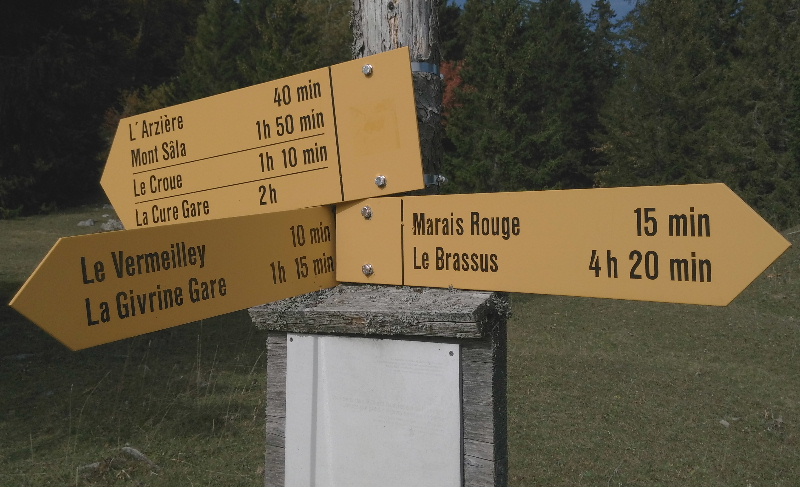 L'Arzière 40 min
Mont Sâla 1h 50 min
Le Croue 1h 10 min
La Cure Gare 2h
Le Vermeilley 10 min
La Givrine Gare 1h 15 min
Marais Rouge 15 min
Le Brassus 4h 20 min